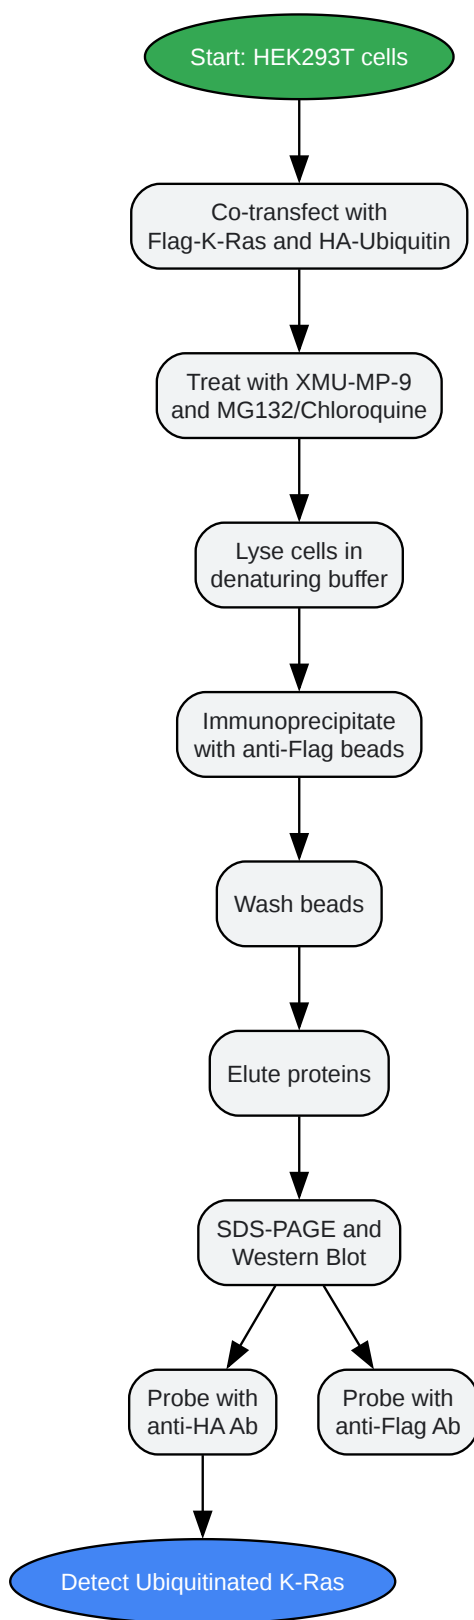 Start: HEK293T cells
Co-transfect with
Flag-K-Ras and HA-Ubiquitin
Treat with XMU-MP-9
and MG132/Chloroquine
Lyse cells in
denaturing buffer
Immunoprecipitate
with anti-Flag beads
Wash beads
Elute proteins
SDS-PAGE and
Western Blot
Probe with
anti-HA Ab
Probe with
anti-Flag Ab
Detect Ubiquitinated K-Ras